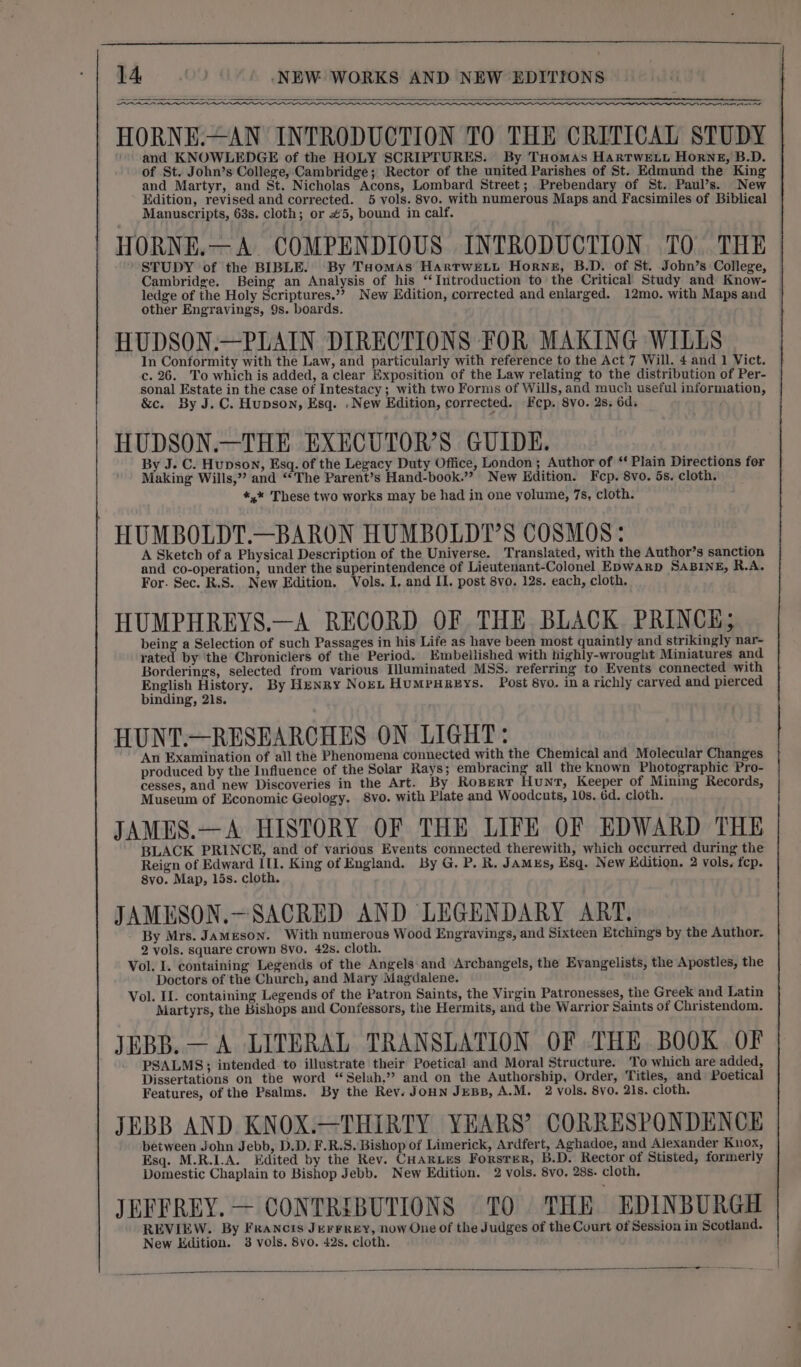 14 NEW WORKS AND NEW EDITIONS
HORNE.—AN INTRODUCTION TO THE CRITICAL STUDY
and KNOWLEDGE of the HOLY SCRIPTURES. By THOMAS HARTWELL HORNE, B.D.
of St. John's College, Cambridge; Rector of the united Parishes of St. Edmund the King
and Martyr, and St. Nicholas Acons, Lombard Street; Prebendary of St. Paul's. New
Edition, revised and corrected. 5 vols. 8vo. with numerous Maps and Facsimiles of Biblical
Manuscripts, 63s. cloth; or £5, bound in calf.
HORNE.—A COMPENDIOUS INTRODUCTION TO THE
STUDY of the BIBLE. By THOMAS HARTWELL HORNE, B.D. of St. John's College,
Cambridge. Being an Analysis of his "Introduction to the Critical Study and Know-
ledge of the Holy Scriptures." New Edition, corrected and enlarged. 12mo. with Maps and
other Engravings, 9s. boards.
HUDSON.—PLAIN DIRECTIONS FOR MAKING WILLS
In Conformity with the Law, and particularly with reference to the Act 7 Will. 4 and 1 Vict.
c. 26. To which is added, a clear Exposition of the Law relating to the distribution of Per-
sonal Estate in the case of Intestacy; with two Forms of Wills, and much useful information,
&c. By J. C. HUDSON, Esq. New Edition, corrected. Fcp. 8vo. 2s. 6d.
HUDSON.—THE EXECUTOR'S GUIDE.
By J. C. HUDSON, Esq. of the Legacy Duty Office, London; Author of "Plain Directions for
Making Wills," and "The Parent's Hand-book." New Edition. Fcp. 8vo. 5s. cloth.
*** These two works may be had in one volume, 7s. cloth.
HUMBOLDT.—BARON HUMBOLDT'S COSMOS:
A Sketch of a Physical Description of the Universe. Translated, with the Author's sanction
and co-operation, under the superintendence of Lieutenant-Colonel EDWARD SABINE, R.A.
For. Sec. R.S. New Edition. Vols. I. and II. post 8vo. 12s. each, cloth.
HUMPHREYS.—A RECORD OF THE BLACK PRINCE;
being a Selection of such Passages in his Life as have been most quaintly and strikingly nar-
rated by the Chroniclers of the Period. Embellished with highly-wrought Miniatures and
Borderings, selected from various Illuminated MSS. referring to Events connected with
English History. By HENRY NOEL HUMPHREYS. Post 8vo. in a richly carved and pierced
binding, 21s.
HUNT.—RESEARCHES ON LIGHT:
An Examination of all the Phenomena connected with the Chemical and Molecular Changes
produced by the Influence of the Solar Rays; embracing all the known Photographic Pro-
cesses, and new Discoveries in the Art. By ROBERT HUNT, Keeper of Mining Records,
Museum of Economic Geology. 8vo. with Plate and Woodcuts, 10s. 6d. cloth.
JAMES.—A HISTORY OF THE LIFE OF EDWARD THE
BLACK PRINCE, and of various Events connected therewith, which occurred during the
Reign of Edward III. King of England. By G. P. R. JAMES, Esq. New Edition. 2 vols. fcp.
8vo. Map, 15s. cloth.
JAMESON.—SACRED AND LEGENDARY ART.
By Mrs. JAMESON. With numerous Wood Engravings, and Sixteen Etchings by the Author.
2 vols. square crown 8vo. 42s. cloth.
Vol. I. containing Legends of the Angels and Archangels, the Evangelists, the Apostles, the
Doctors of the Church, and Mary Magdalene.
Vol. II. containing Legends of the Patron Saints, the Virgin Patronesses, the Greek and Latin
Martyrs, the Bishops and Confessors, the Hermits, and the Warrior Saints of Christendom.
JEBB.—A LITERAL TRANSLATION OF THE BOOK OF
PSALMS; intended to illustrate their Poetical and Moral Structure. To which are added,
Dissertations on the word "Selah," and on the Authorship, Order, Titles, and Poetical
Features, of the Psalms. By the Rev. JOHN JEBB, A.M. 2 vols. 8vo. 21s. cloth.
JEBB AND KNOX.—THIRTY YEARS' CORRESPONDENCE
between John Jebb, D.D. F.R.S. Bishop of Limerick, Ardfert, Aghadoe, and Alexander Knox,
Esq. M.R.I.A. Edited by the Rev. CHARLES FORSTER, B.D. Rector of Stisted, formerly
Domestic Chaplain to Bishop Jebb. New Edition. 2 vols. 8vo. 28s. cloth.
JEFFREY.—CONTRIBUTIONS TO THE EDINBURGH
REVIEW. By FRANCIS JEFFREY, now One of the Judges of the Court of Session in Scotland.
New Edition. 3 vols. 8vo. 42s. cloth.